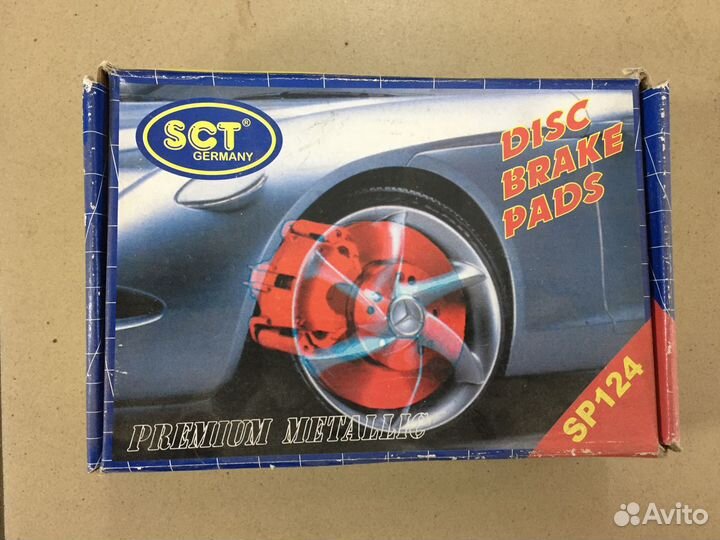 SCT®
GERMANY
DISC
BRAKE
PADS
PREMIUM METALLIC
SP124
Avito